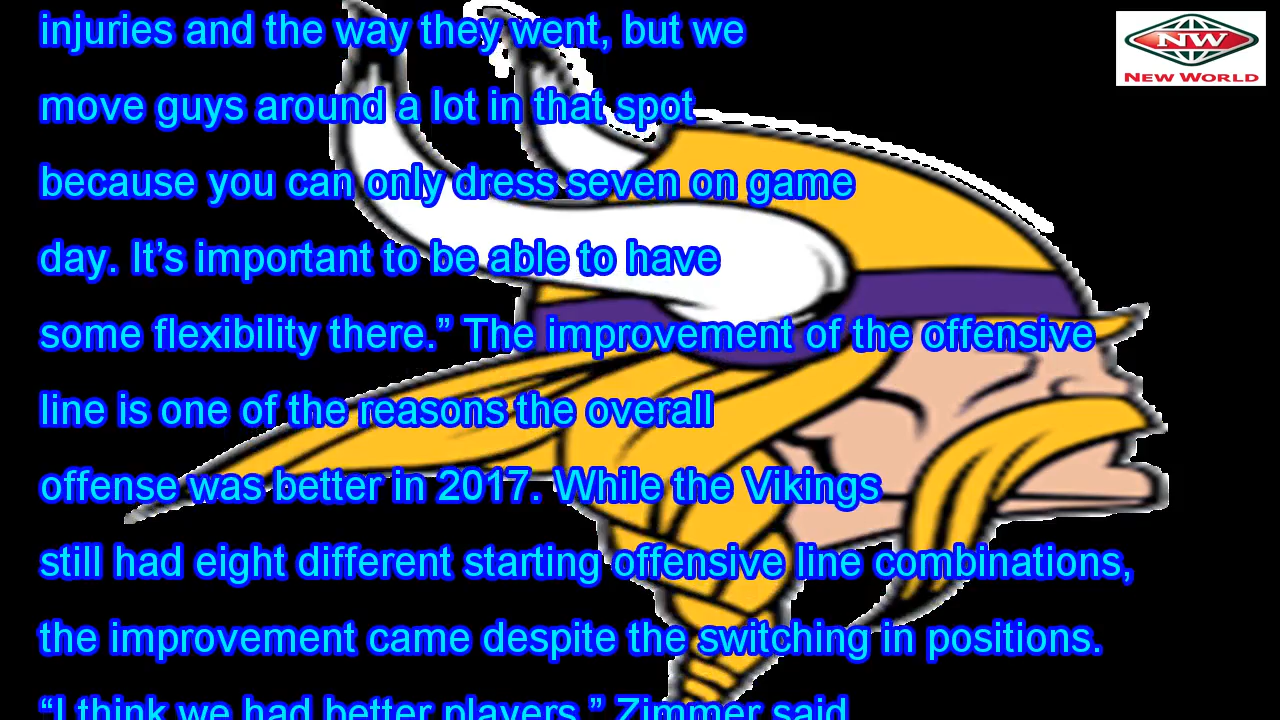 injuries and the way they went, but we
NW
NEW WORLD
move guys around a lot in that spot
because you can only dress seven on game
day. It’s important to be able to have
some flexibility there.” The improvement of the offensive
line is one of the reasons the overall
offense was better in 2017. While the Vikings
still had eight different starting offensive line combinations,
the improvement came despite the switching in positions.
“I think we had better players,” Zimmer said